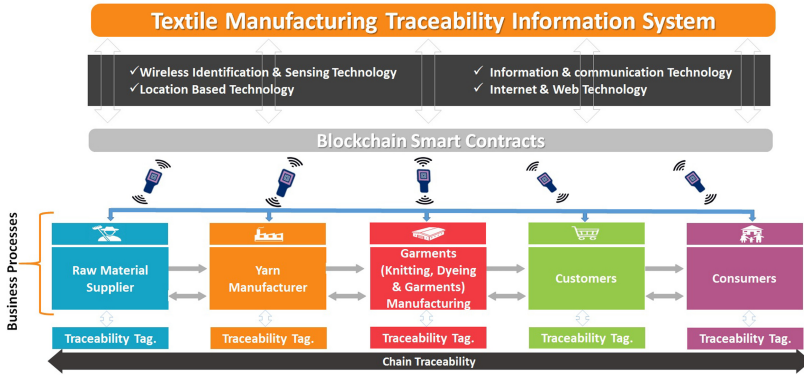 Textile Manufacturing Traceability Information System
✓Wireless Identification & Sensing Technology
✓Location Based Technology
✓ Information & communication Technology
✓ Internet & Web Technology
Blockchain Smart Contracts
Business Processes
Raw Material
Supplier
Yarn
Manufacturer
Garments
(Knitting, Dyeing
& Garments)
Manufacturing
Customers
Consumers
Traceability Tag.
Traceability Tag.
Traceability Tag.
Traceability Tag.
Traceability Tag.
Chain Traceability